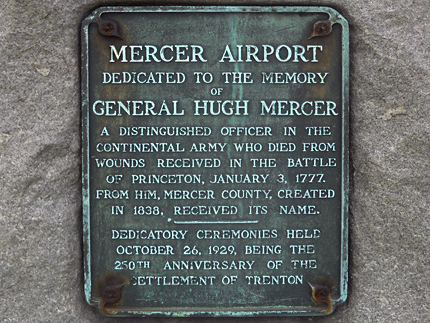 MERCER AIRPORT
DEDICATED TO THE MEMORY
OF
GENERAL HUGH MERCER
A DISTINGUISHED OFFICER IN THE
CONTINENTAL ARMY WHO DIED FROM
WOUNDS RECEIVED IN THE BATTLE
OF PRINCETON, JANUARY 3, 1777.
FROM HIM, MERCER COUNTY, CREATED
IN 1838, RECEIVED ITS NAME.
DEDICATORY CEREMONIES HELD
OCTOBER 26, 1929, BEING THE
250TH ANNIVERSARY OF THE
SETTLEMENT OF TRENTON